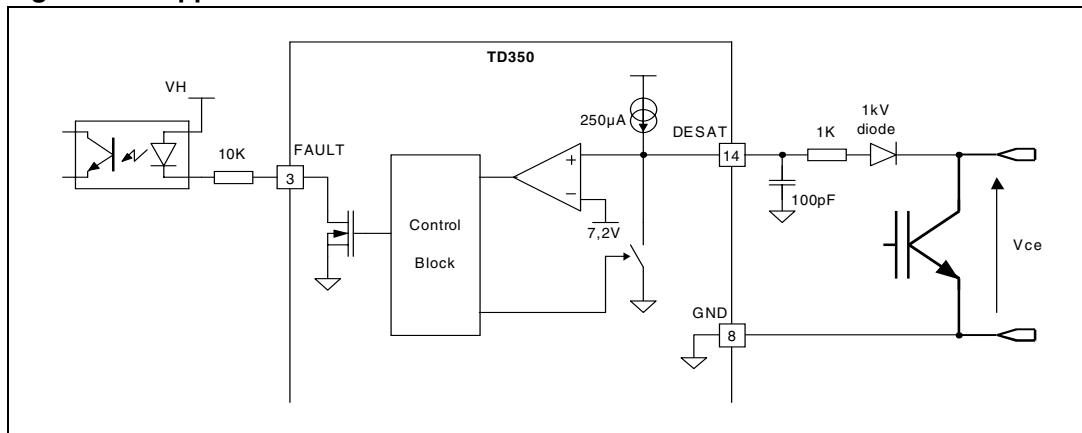 TD350
VH
250µA
DESAT
1kV
diode
1K
10K
FAULT
14
3
+
−
100pF
7,2V
Control
Block
Vce
GND
8